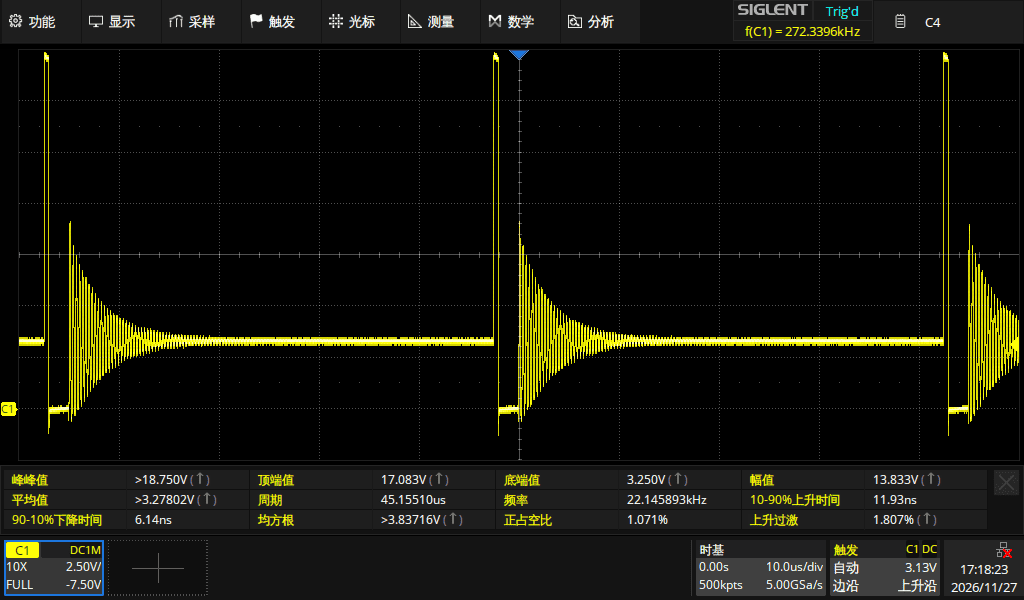 功能 显示 采样 触发 光标 测量 数学 分析 SIGLENT Trig'd C4
f(C1) = 272.3396kHz
C1
峰峰值 >18.750V(↑) 顶端值 17.083V(↑) 底端值 3.250V(↑) 幅值 13.833V(↑)
平均值 >3.27802V(↑) 周期 45.15510us 频率 22.145893kHz 10-90%上升时间 11.93ns
90-10%下降时间 6.14ns 均方根 >3.83716V(↑) 正占空比 1.071% 上升过激 1.807%(↑)
C1 DC1M 时基 触发 C1 DC
10X 2.50V/ 0.00s 10.0us/div 自动 3.13V 17:18:23
FULL -7.50V 500kpts 5.00GSa/s 边沿 上升沿 2026/11/27